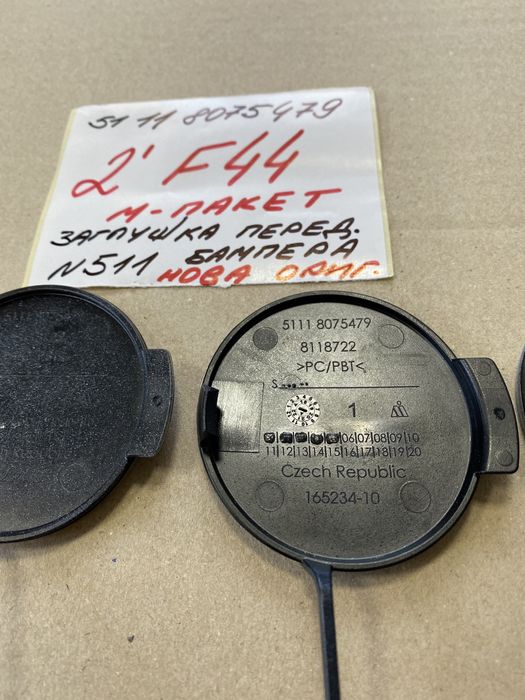 51 11 8075479
2' F44
М-ПАКЕТ
ЗАГЛУШКА ПЕРЕД.
N511 БАМПЕРА
НОВА ОРИГ.
5111 8075479
8118722
>PC/PBT<
S
1
06|07|08|09|10
11|12|13|14|15|16|17|18|19|20
Czech Republic
165234-10